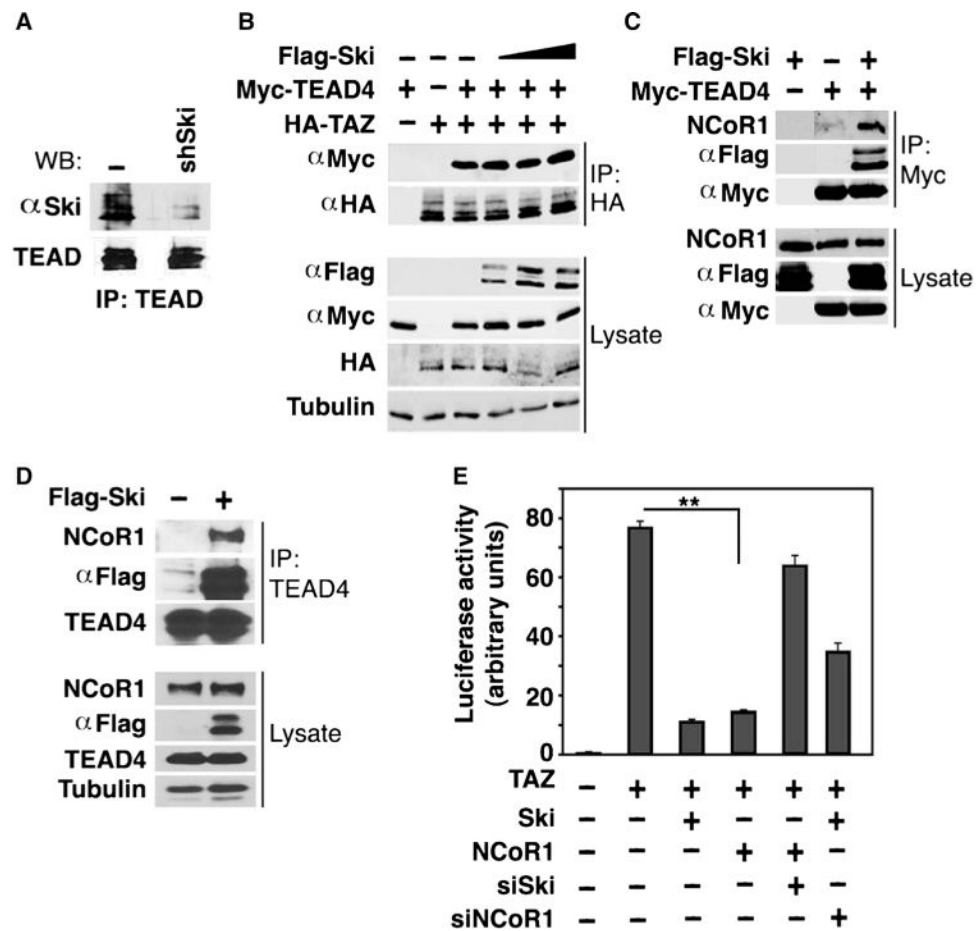 A
WB: – shSki
αSki
TEAD
IP: TEAD
B
Flag-Ski – – –
Myc-TEAD4 + – + + + +
HA-TAZ – + + + + +
αMyc
αHA
IP:
HA
αFlag
αMyc
HA
Tubulin
Lysate
C
Flag-Ski + – +
Myc-TEAD4 – + +
NCoR1
αFlag
αMyc
IP:
Myc
NCoR1
αFlag
αMyc
Lysate
D
Flag-Ski – +
NCoR1
αFlag
TEAD4
IP:
TEAD4
NCoR1
αFlag
TEAD4
Tubulin
Lysate
E
Luciferase activity
(arbitrary units)
80
60
40
20
0
**
TAZ – + + + + +
Ski – – + – – +
NCoR1 – – – + + –
siSki – – – – + –
siNCoR1 – – – – – +